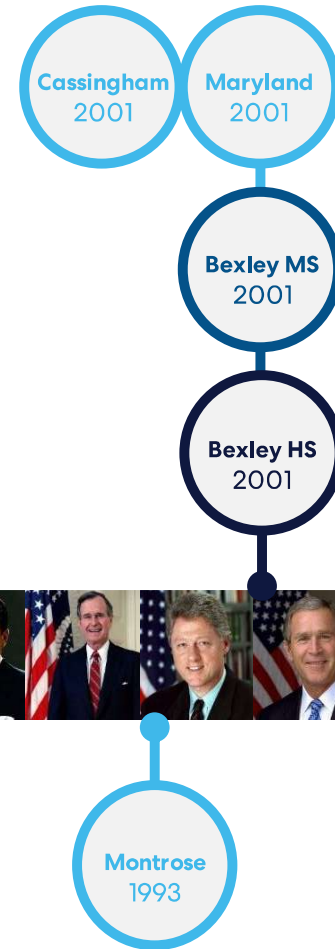 Cassingham
2001
Maryland
2001
Bexley MS
2001
Bexley HS
2001
Montrose
1993